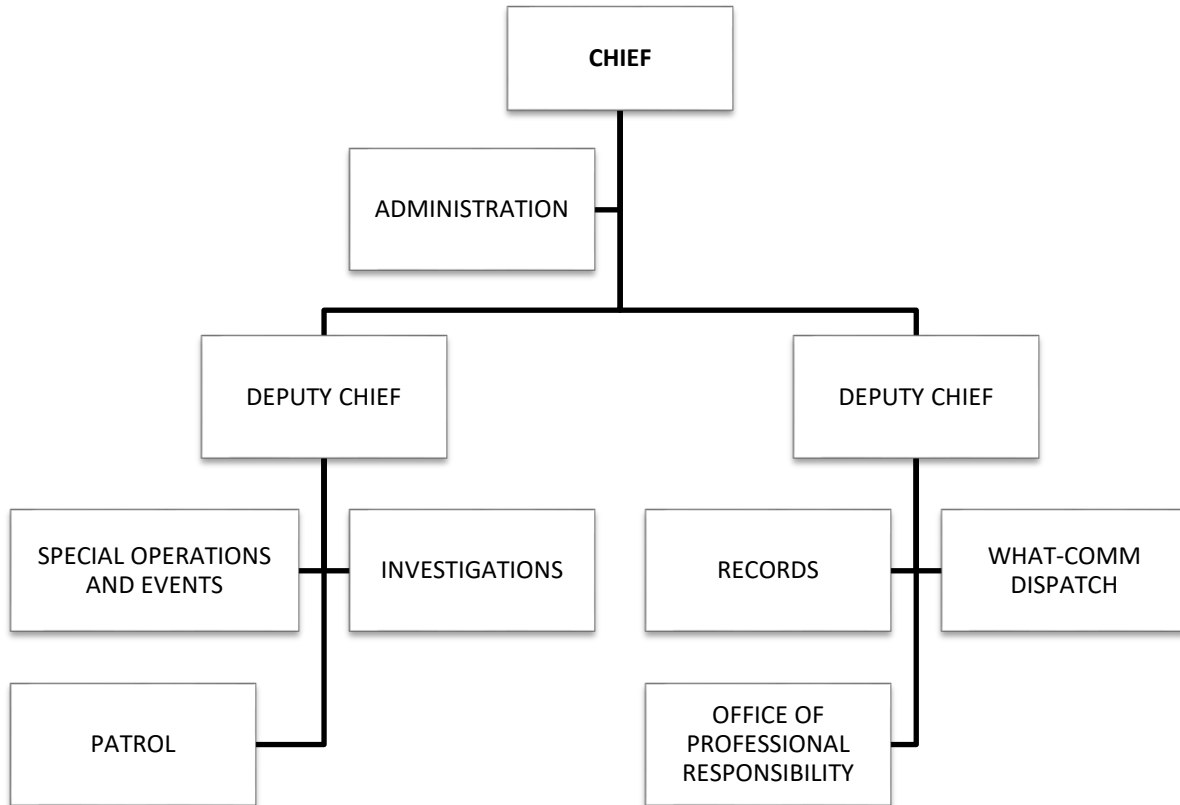 CHIEF
ADMINISTRATION
DEPUTY CHIEF
DEPUTY CHIEF
SPECIAL OPERATIONS
AND EVENTS
INVESTIGATIONS
RECORDS
WHAT-COMM
DISPATCH
PATROL
OFFICE OF
PROFESSIONAL
RESPONSIBILITY